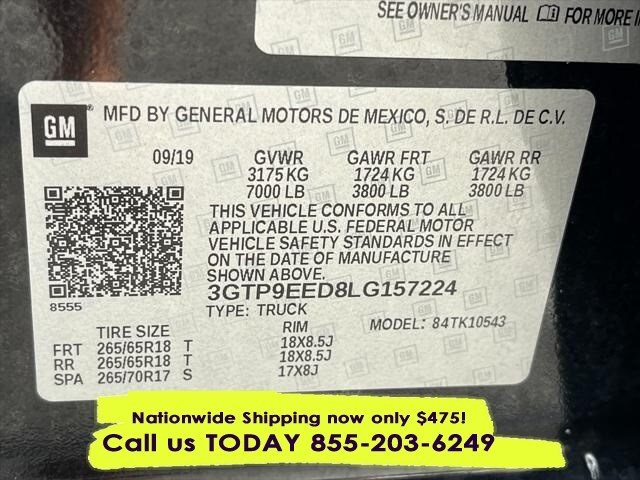 SEE OWNER'S MANUAL FOR MORE
GM
MFD BY GENERAL MOTORS DE MEXICO, S. DE R.L. DE C.V.
09/19 GVWR GAWR FRT GAWR RR
3175 KG 1724 KG 1724 KG
7000 LB 3800 LB 3800 LB
THIS VEHICLE CONFORMS TO ALL
APPLICABLE U.S. FEDERAL MOTOR
VEHICLE SAFETY STANDARDS IN EFFECT
ON THE DATE OF MANUFACTURE
SHOWN ABOVE.
8555
3GTP9EED8LG157224
TYPE: TRUCK
MODEL: 84TK10543
TIRE SIZE RIM
FRT 265/65R18 T 18X8.5J
RR 265/65R18 T 18X8.5J
SPA 265/70R17 S 17X8J
Nationwide Shipping now only $475!
Call us TODAY 855-203-6249